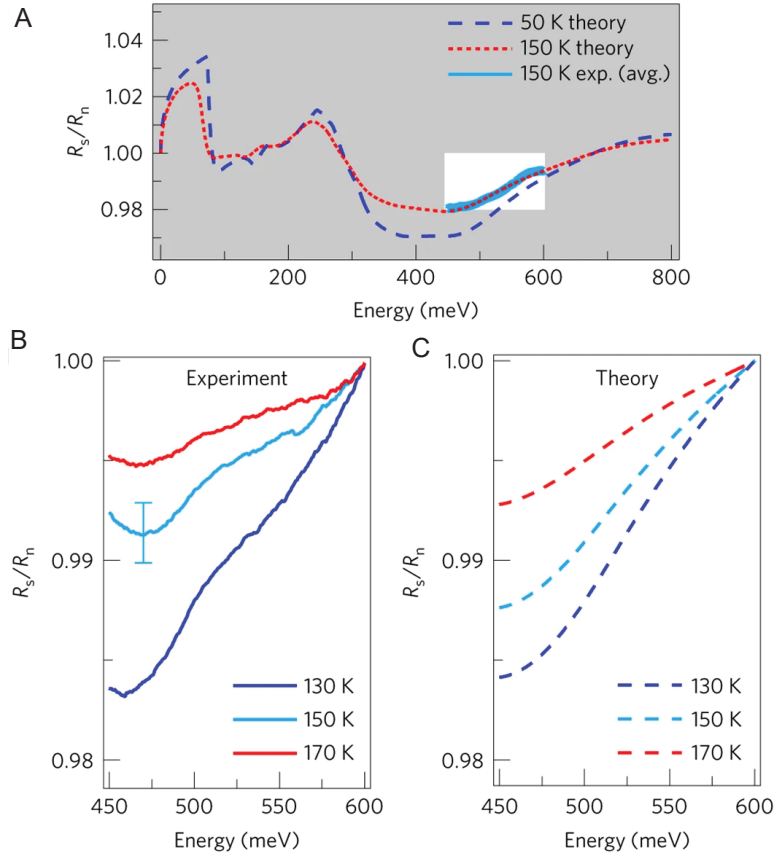 A
50 K theory
150 K theory
150 K exp. (avg.)
1.04
1.02
1.00
0.98
Rs/Rn
0 200 400 600 800
Energy (meV)
B
Experiment
1.00
0.99
0.98
Rs/Rn
130 K
150 K
170 K
450 500 550 600
Energy (meV)
C
Theory
1.00
0.99
0.98
Rs/Rn
130 K
150 K
170 K
450 500 550 600
Energy (meV)